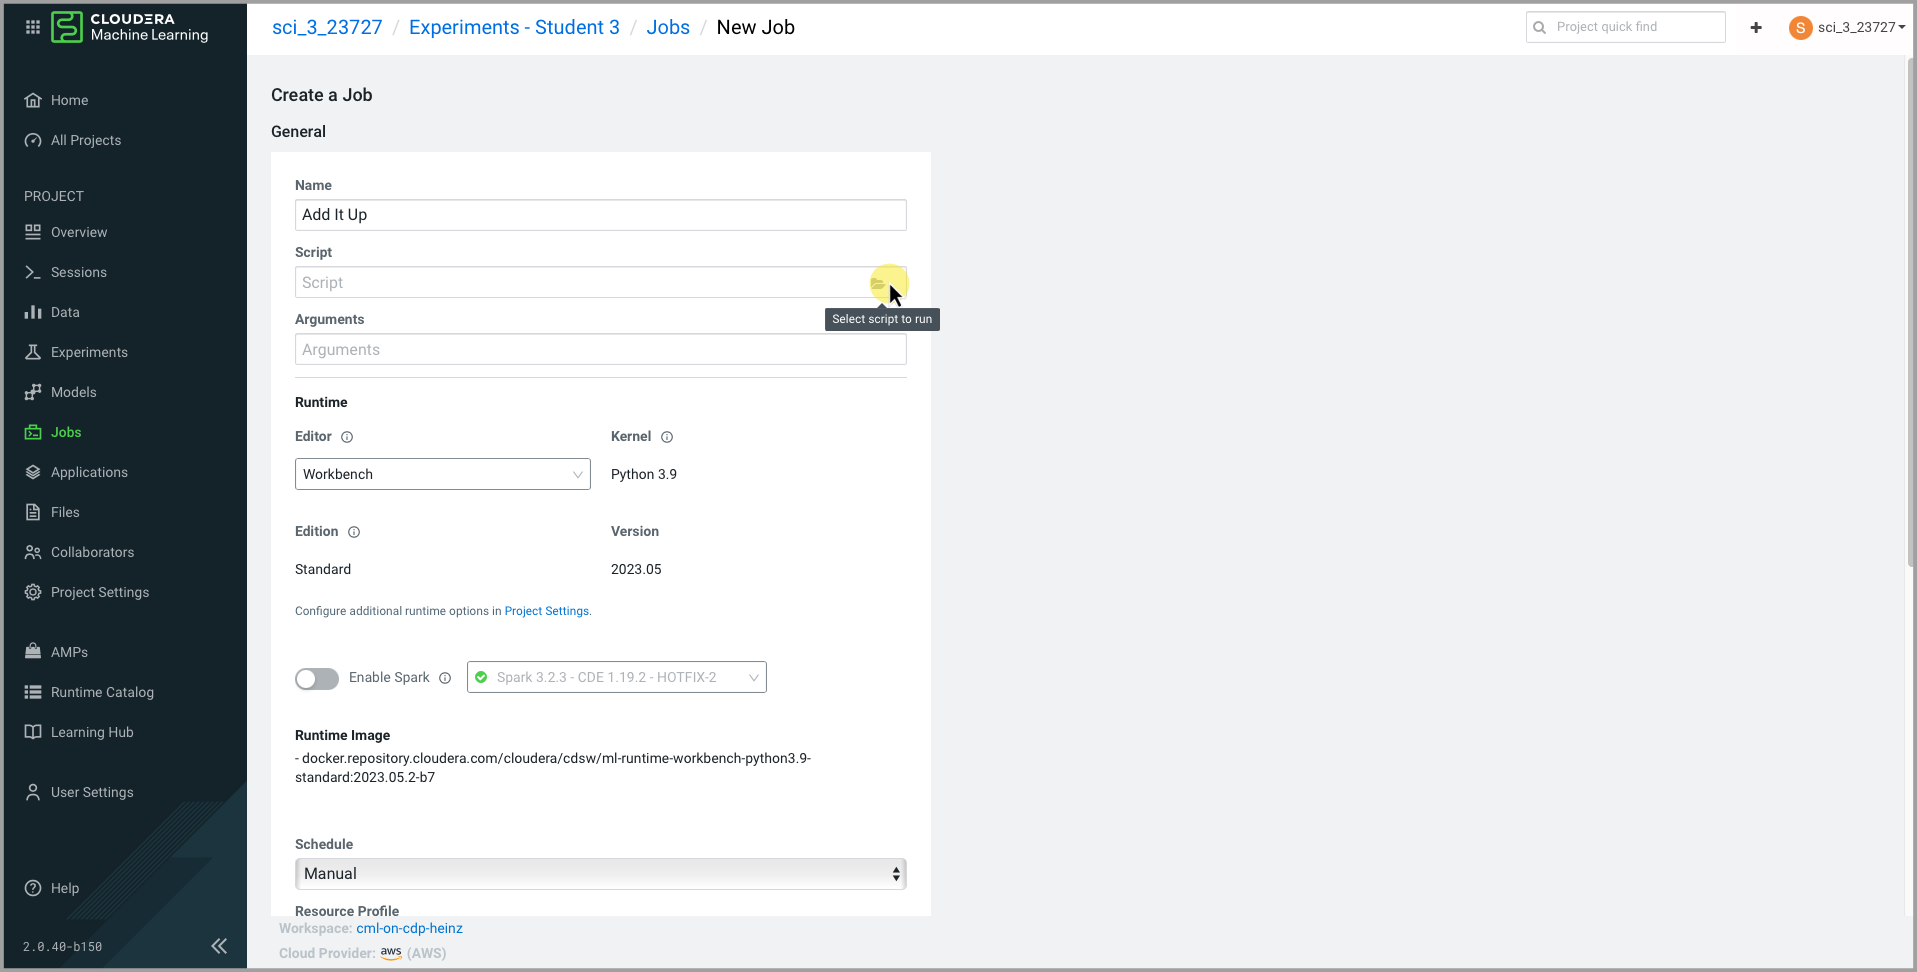 CLOUDERA
Machine Learning
sci_3_23727 / Experiments - Student 3 / Jobs / New Job
Project quick find
+
S
sci_3_23727
Home
All Projects
PROJECT
Overview
Sessions
Data
Experiments
Models
Jobs
Applications
Files
Collaborators
Project Settings
AMPs
Runtime Catalog
Learning Hub
User Settings
Help
2.0.40-b150
Create a Job
General
Name
Add It Up
Script
Script
Select script to run
Arguments
Arguments
Runtime
Editor
Kernel
Workbench
Python 3.9
Edition
Version
Standard
2023.05
Configure additional runtime options in Project Settings.
Enable Spark
Spark 3.2.3 - CDE 1.19.2 - HOTFIX-2
Runtime Image
- docker.repository.cloudera.com/cloudera/cdsw/ml-runtime-workbench-python3.9-
standard:2023.05.2-b7
Schedule
Manual
Resource Profile
Workspace: cml-on-cdp-heinz
Cloud Provider: aws (AWS)